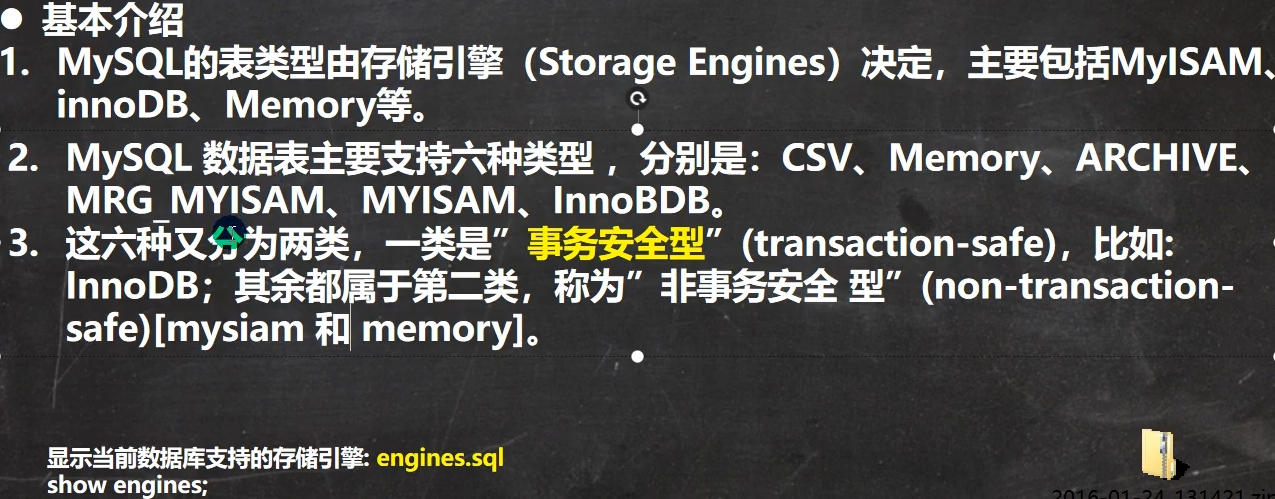 ● 基本介绍
1. MySQL的表类型由存储引擎（Storage Engines）决定，主要包括MyISAM、
innoDB、Memory等。
2. MySQL 数据表主要支持六种类型 ，分别是：CSV、Memory、ARCHIVE、
MRG_MYISAM、MYISAM、InnoBDB。
3. 这六种又分为两类，一类是”事务安全型”(transaction-safe)，比如:
InnoDB；其余都属于第二类，称为”非事务安全 型”(non-transaction-
safe)[mysiam 和 memory]。
显示当前数据库支持的存储引擎: engines.sql
show engines;
2016-01-24_131421.zip